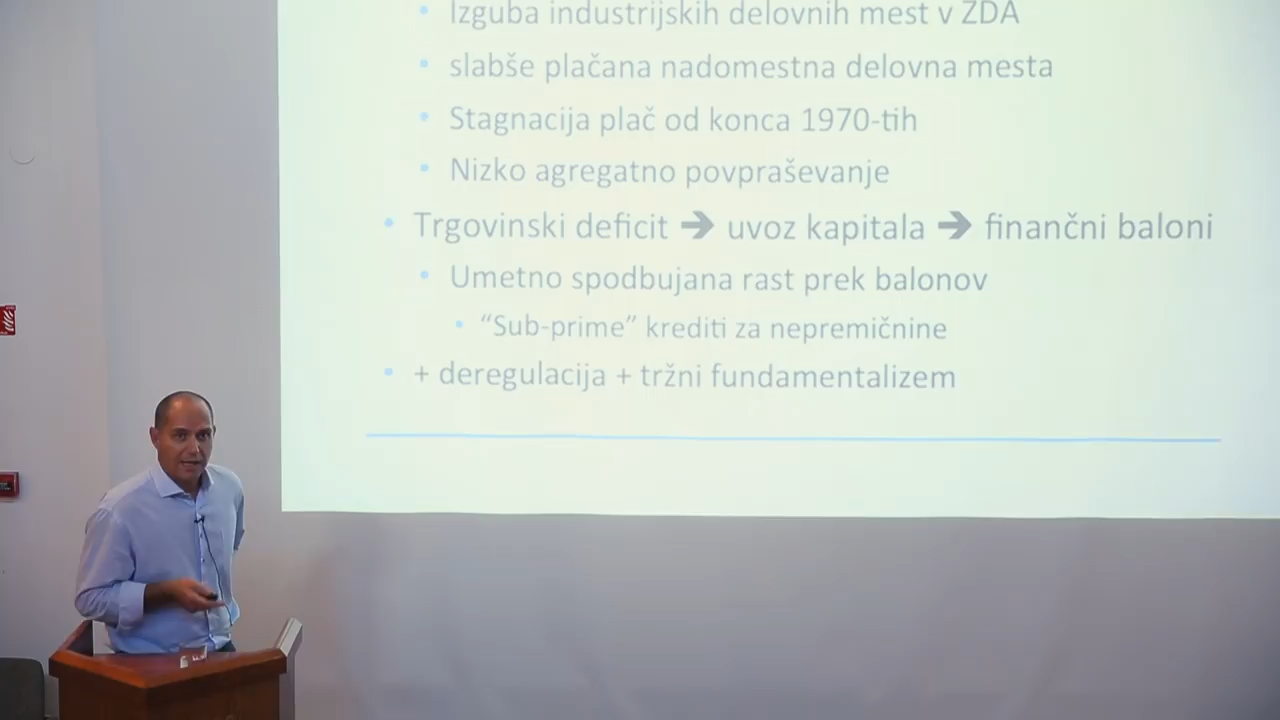 • Izguba industrijskih delovnih mest v ZDA
• slabše plačana nadomestna delovna mesta
• Stagnacija plač od konca 1970-tih
• Nizko agregatno povpraševanje
• Trgovinski deficit ➔ uvoz kapitala ➔ finančni baloni
• Umetno spodbujana rast prek balonov
• “Sub-prime” krediti za nepremičnine
• + deregulacija + tržni fundamentalizem